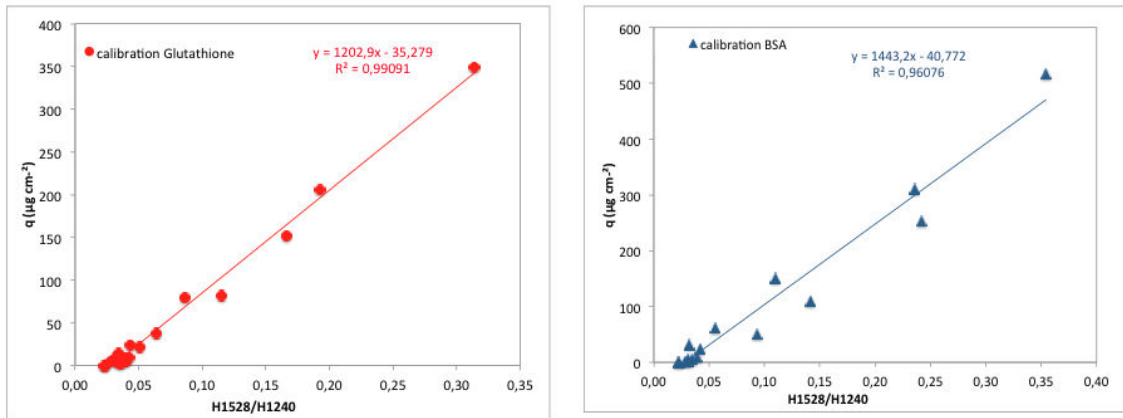 400
350
300
250
200
150
100
50
0
q (µg cm⁻²)
calibration Glutathione
y = 1202,9x - 35,279
R² = 0,99091
0,00 0,05 0,10 0,15 0,20 0,25 0,30 0,35
H1528/H1240
600
500
400
300
200
100
0
q (µg cm⁻²)
calibration BSA
y = 1443,2x - 40,772
R² = 0,96076
0,00 0,05 0,10 0,15 0,20 0,25 0,30 0,35 0,40
H1528/H1240